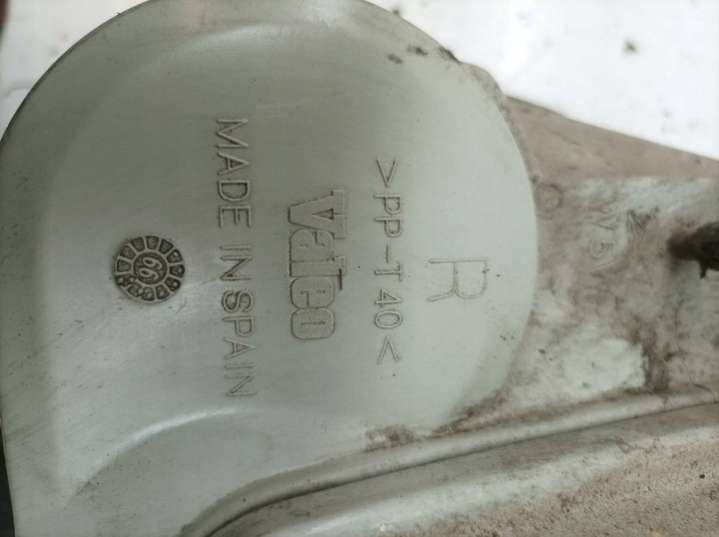 R
>PP-T40<
Valeo
MADE IN SPAIN